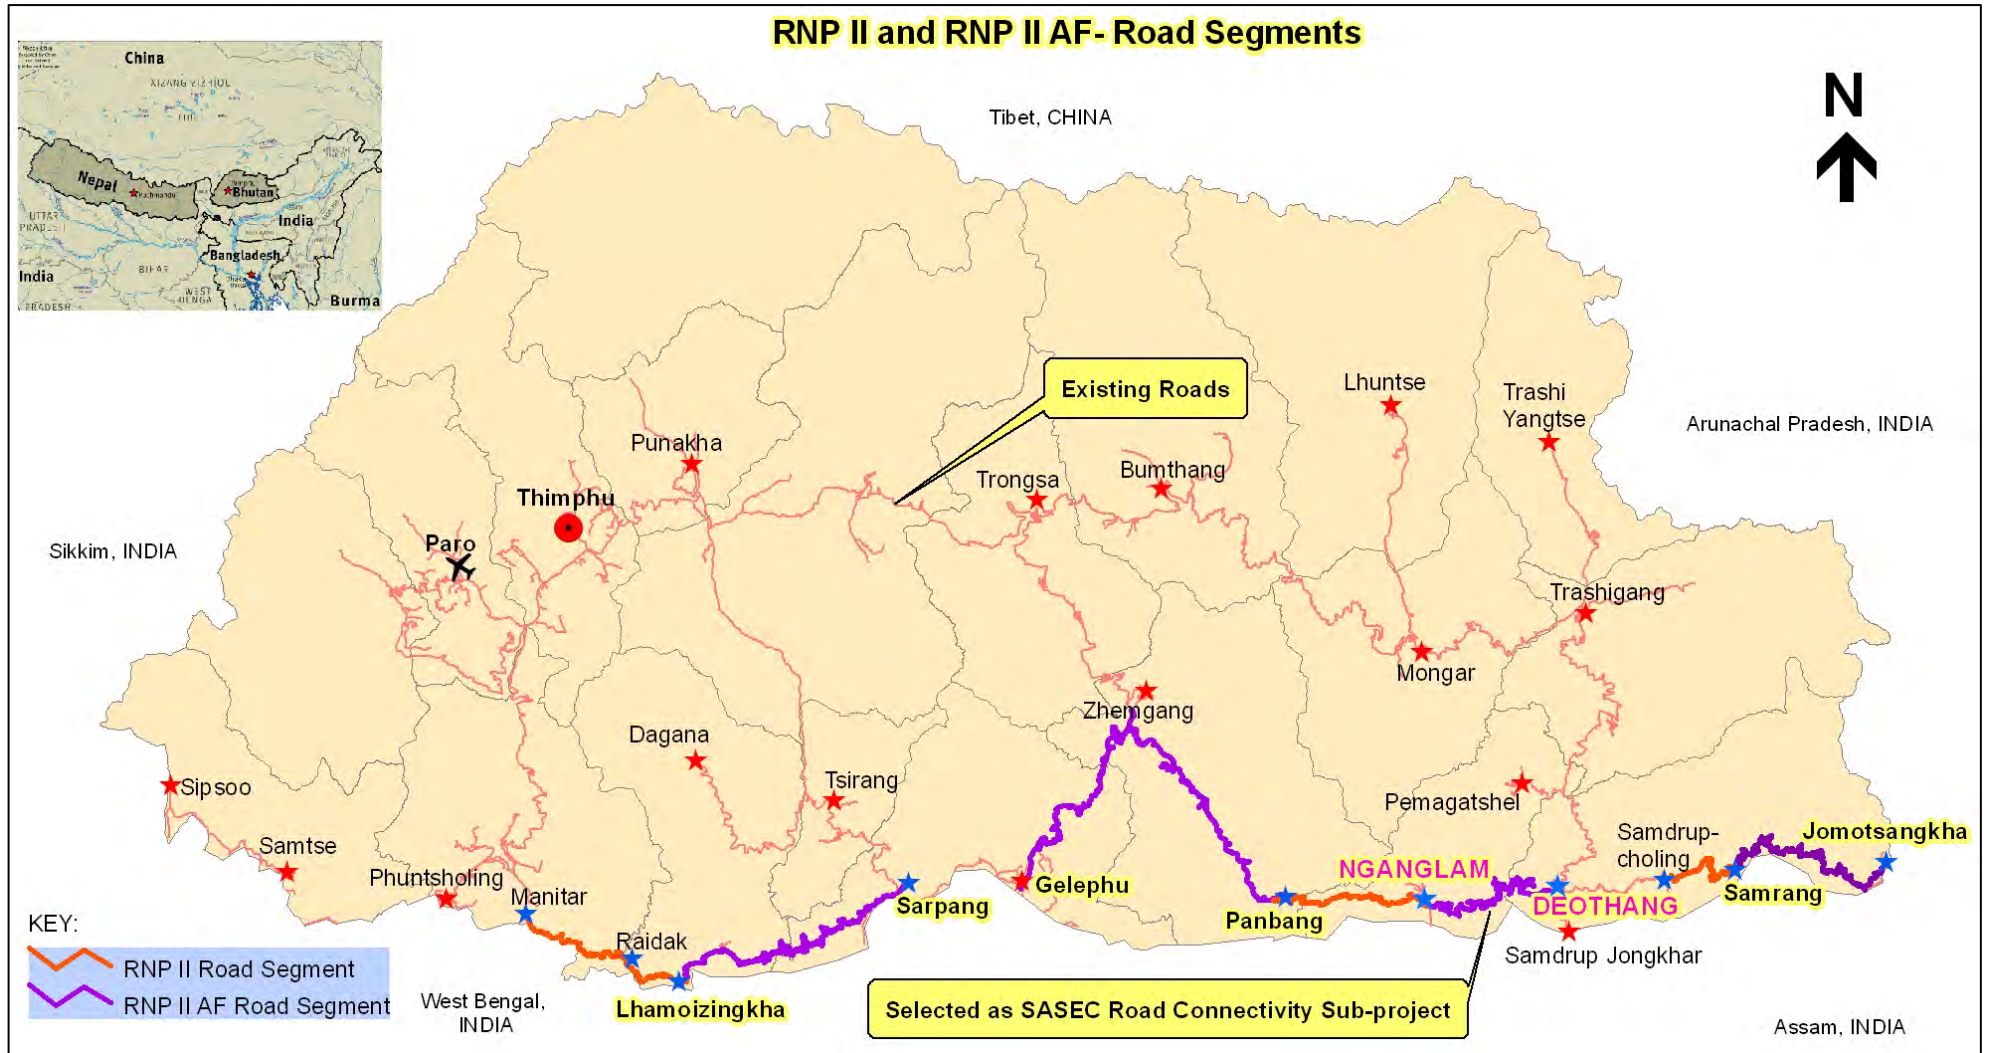 RNP II and RNP II AF- Road Segments
China
XIZANG ZIZHIQU
Nepal
Bhutan
India
Bangladesh
BIHAR
WEST
India
Burma
Tibet, CHINA
N
Existing Roads
Lhuntse
Trashi
Yangtse
Arunachal Pradesh, INDIA
Punakha
Trongsa
Bumthang
Thimphu
Paro
Sikkim, INDIA
Trashigang
Mongar
Zhemgang
Dagana
Tsirang
Sipsoo
Pemagatshel
Samdrup-
choling
Jomotsangkha
Samtse
Phuntsholing
Manitar
NGANGLAM
Gelephu
Sarpang
Panbang
DEOTHANG
Samrang
Raidak
Samdrup Jongkhar
Lhamoizingkha
KEY:
RNP II Road Segment
RNP II AF Road Segment
West Bengal,
INDIA
Selected as SASEC Road Connectivity Sub-project
Assam, INDIA